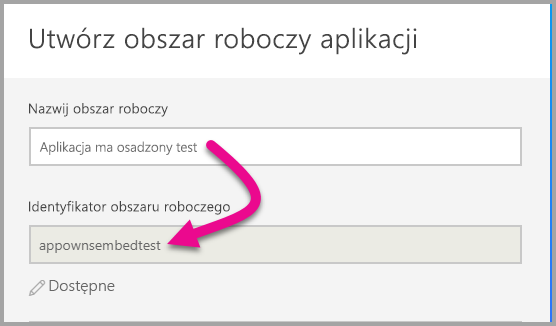 Utwórz obszar roboczy aplikacji
Nazwij obszar roboczy
Aplikacja ma osadzony test
Identyfikator obszaru roboczego
appownsembedtest
Dostępne